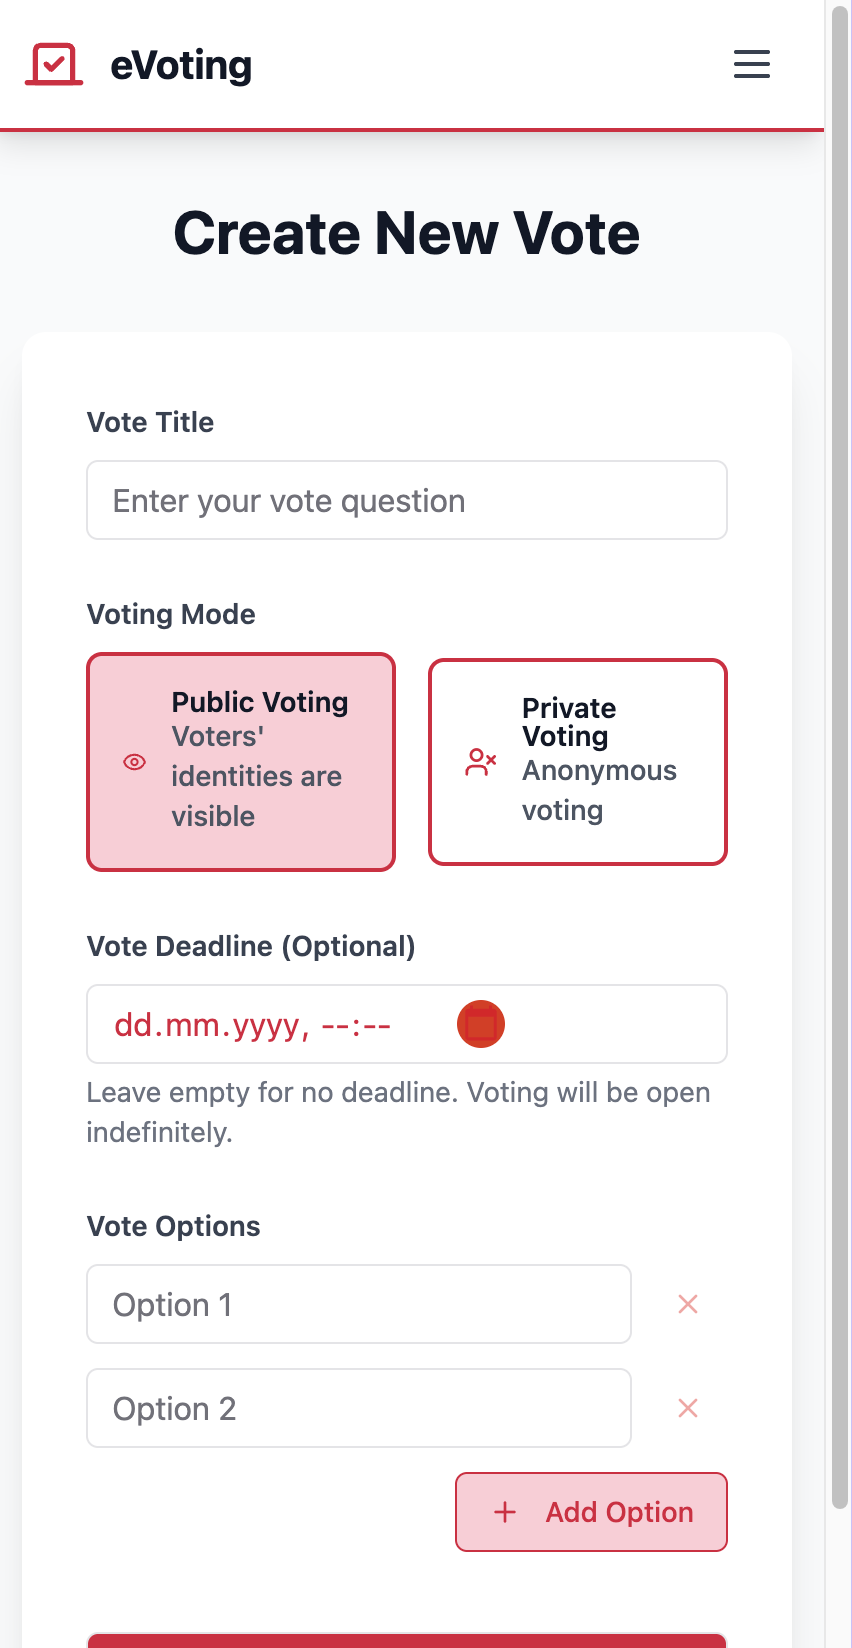 eVoting
Create New Vote
Vote Title
Enter your vote question
Voting Mode
Public Voting
Voters'
identities are
visible
Private
Voting
Anonymous
voting
Vote Deadline (Optional)
dd.mm.yyyy, --:--
Leave empty for no deadline. Voting will be open
indefinitely.
Vote Options
Option 1
Option 2
Add Option